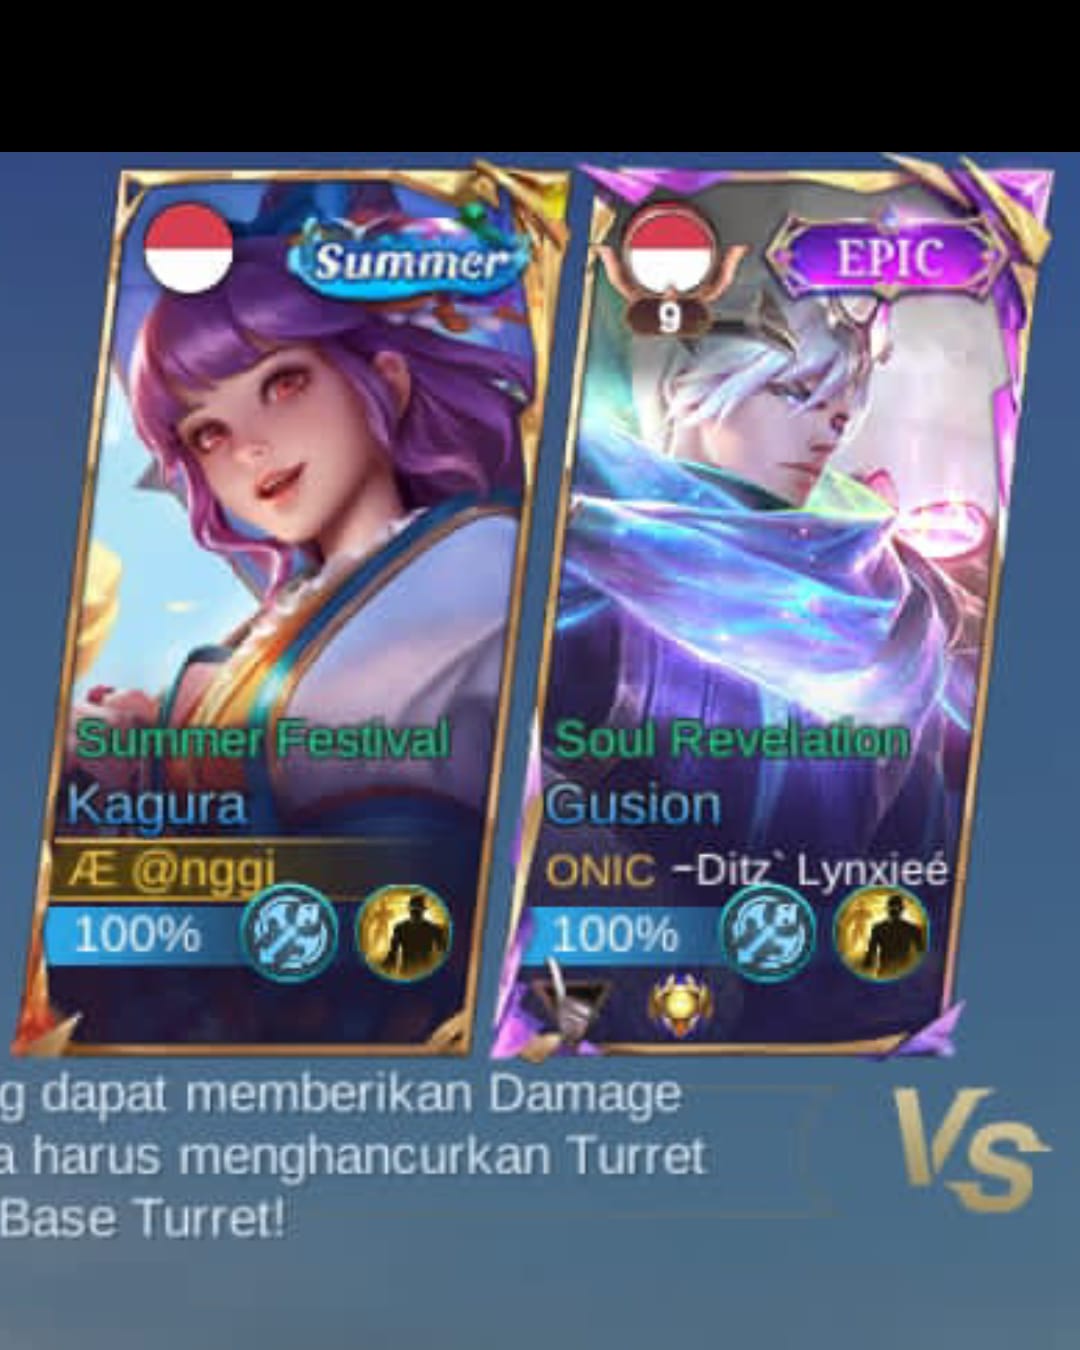 Summer
EPIC
9
Summer Festival
Soul Revelation
Kagura
Gusion
Æ @nggi
ONIC −Ditz` Lynxieé
100%
100%
g dapat memberikan Damage
a harus menghancurkan Turret
Base Turret!
VS